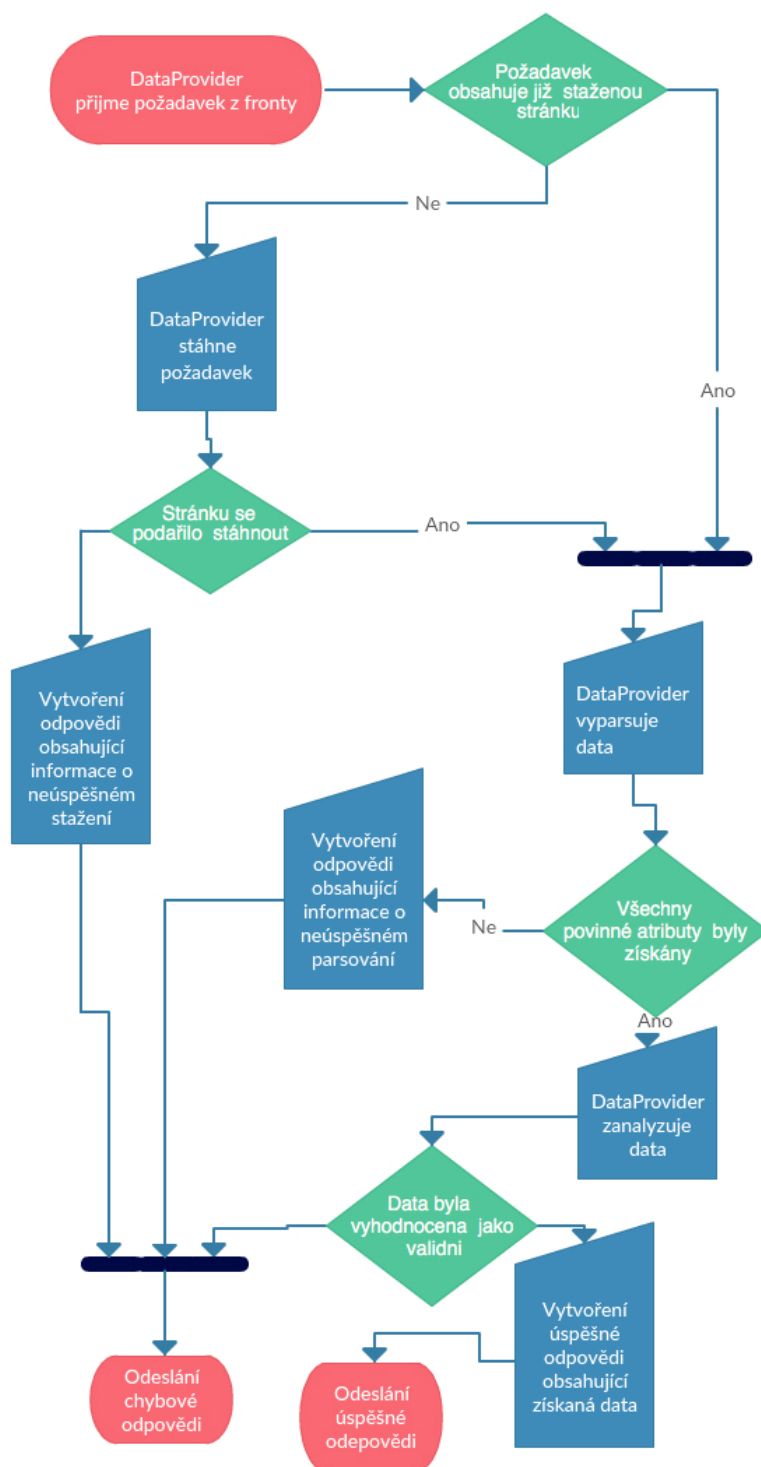 DataProvider
přijme požadavek z fronty
Požadavek
obsahuje již staženou
stránku
Ne
DataProvider
stáhne
požadavek
Ano
Stránku se
podařilo stáhnout
Ano
Vytvoření
odpovědi
obsahující
informace o
neúspěšném
stažení
DataProvider
vyparsuje
data
Vytvoření
odpovědi
obsahující
informace o
neúspěšném
parsování
Ne
Všechny
povinné atributy byly
získány
Ano
DataProvider
zanalyzuje
data
Data byla
vyhodnocena jako
validni
Vytvoření
úspěšné
odpovědi
obsahující
získaná data
Odeslání
chybové
odpovědi
Odeslání
úspěšné
odepovědi